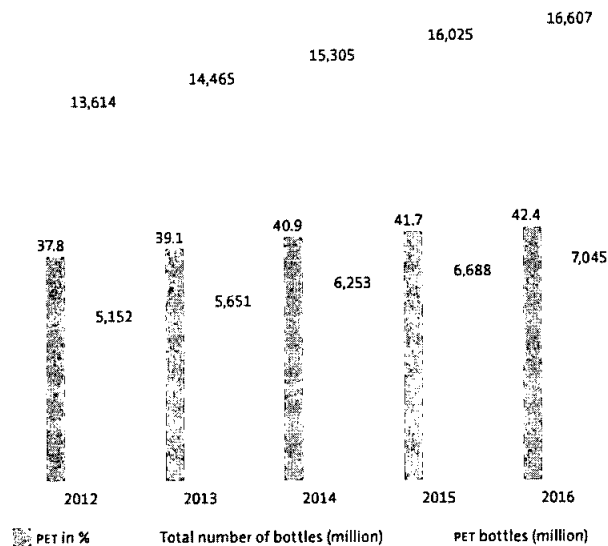 16,607
16,025
15,305
14,465
13,614
37.8 39.1 40.9 41.7 42.4
5,152 5,651 6,253 6,688 7,045
2012 2013 2014 2015 2016
PET in % Total number of bottles (million) PET bottles (million)